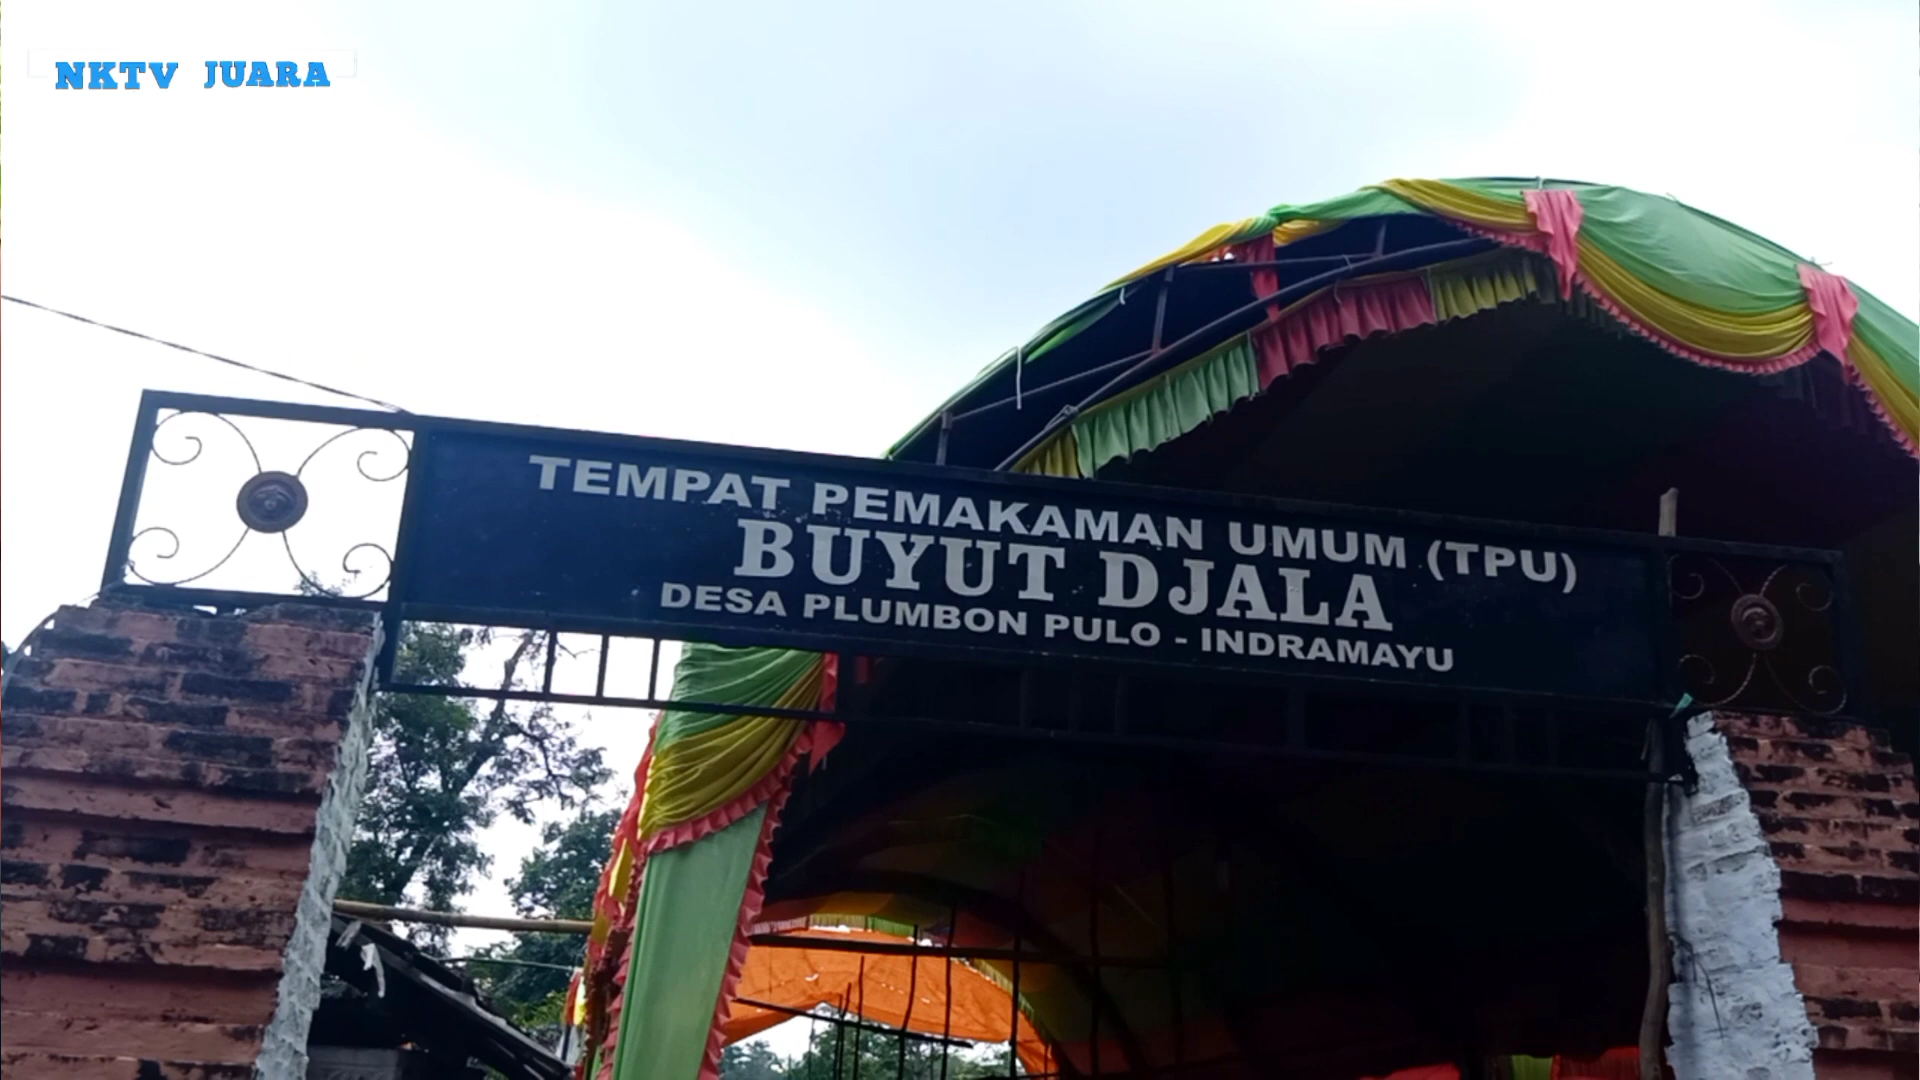 NKTV JUARA
TEMPAT PEMAKAMAN UMUM (TPU)
BUYUT DJALA
DESA PLUMBON PULO - INDRAMAYU